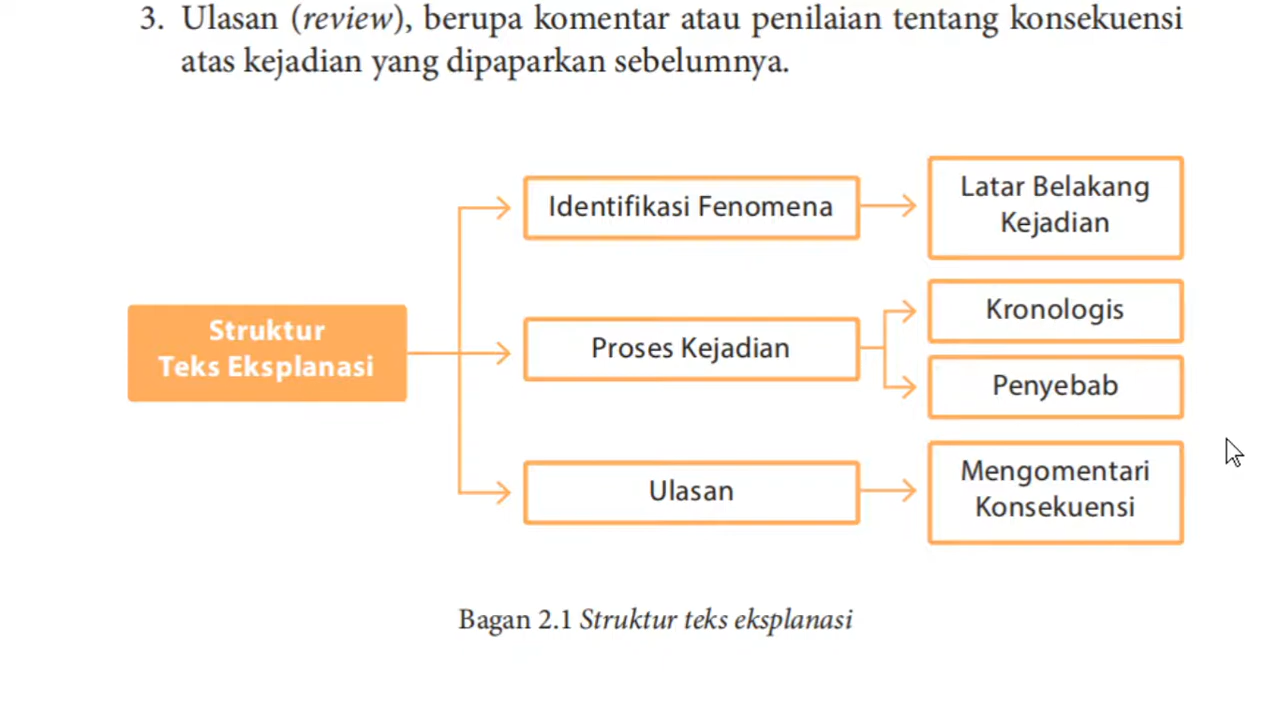 3. Ulasan (review), berupa komentar atau penilaian tentang konsekuensi
atas kejadian yang dipaparkan sebelumnya.
Struktur
Teks Eksplanasi
Identifikasi Fenomena
Latar Belakang
Kejadian
Proses Kejadian
Kronologis
Penyebab
Ulasan
Mengomentari
Konsekuensi
Bagan 2.1 Struktur teks eksplanasi